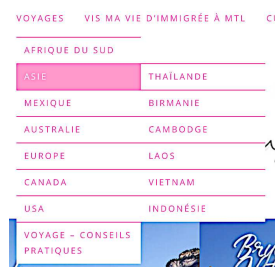 VOYAGES VIS MA VIE D'IMMIGRÉE À MTL
AFRIQUE DU SUD
ASIE THAÏLANDE
MEXIQUE BIRMANIE
AUSTRALIE CAMBODGE
EUROPE LAOS
CANADA VIETNAM
USA INDONÉSIE
VOYAGE – CONSEILS
PRATIQUES